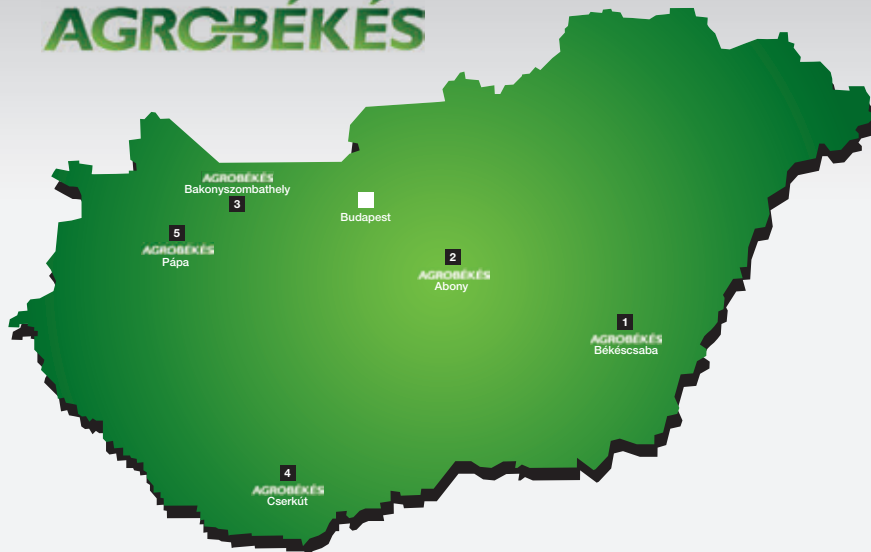 AGROBÉKÉS
AGROBÉKÉS
Bakonyszombathely
3
Budapest
5
AGROBÉKÉS
Pápa
2
AGROBÉKÉS
Abony
1
AGROBÉKÉS
Békéscsaba
4
AGROBÉKÉS
Cserkút